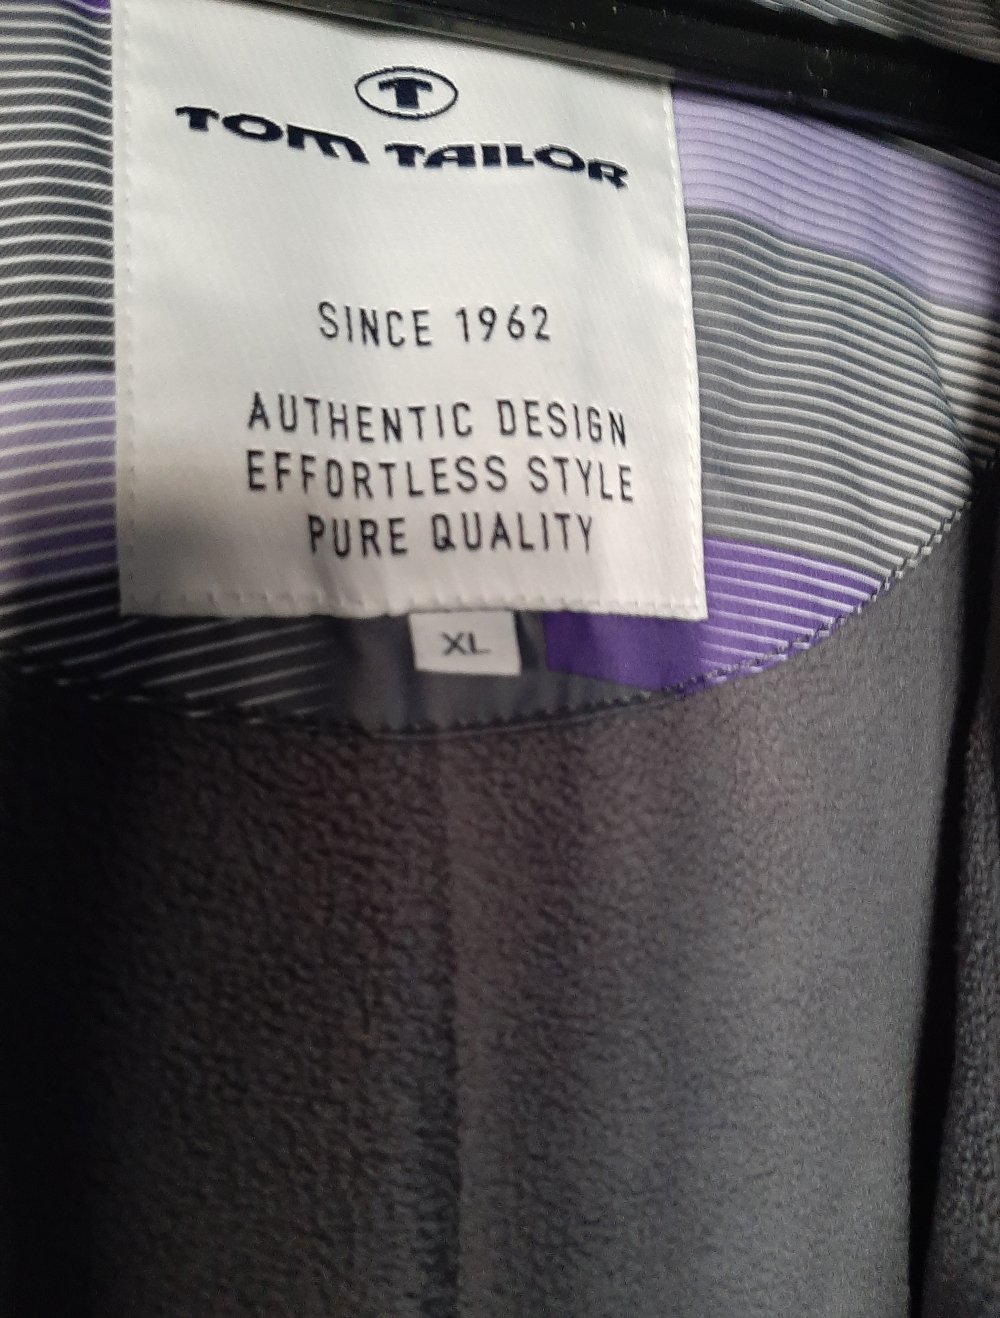 T
TOM TAILOR
SINCE 1962
AUTHENTIC DESIGN
EFFORTLESS STYLE
PURE QUALITY
XL